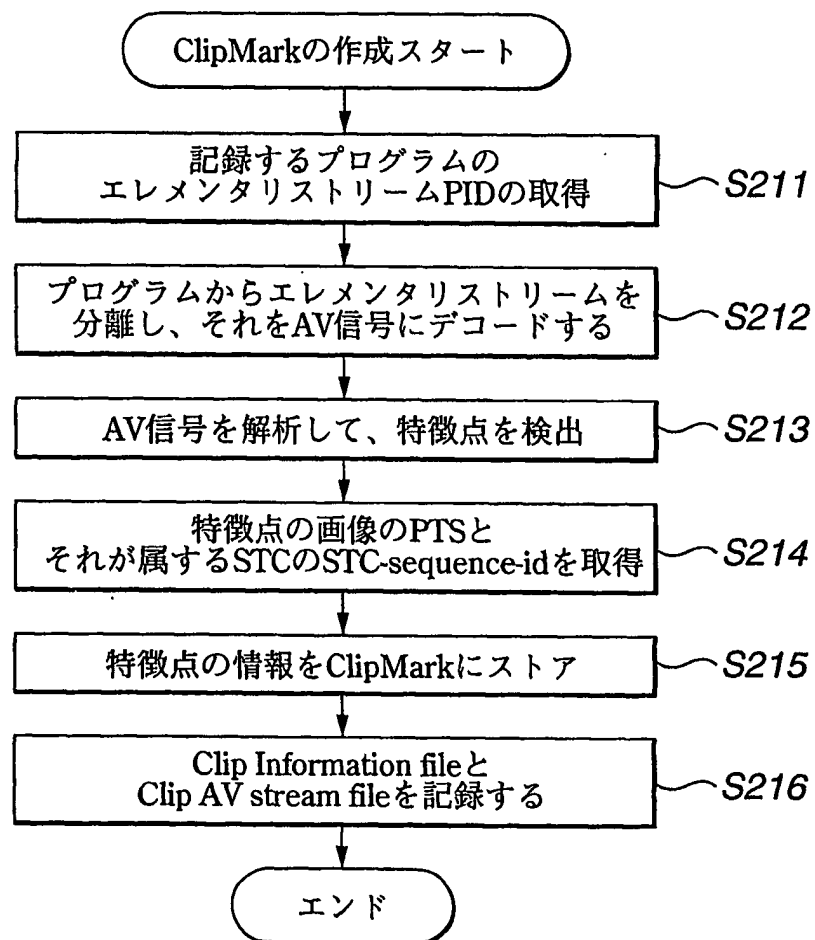 ClipMarkの作成スタート
記録するプログラムの
エレメンタリストリームPIDの取得
S211
プログラムからエレメンタリストリームを
分離し、それをAV信号にデコードする
S212
AV信号を解析して、特徴点を検出
S213
特徴点の画像のPTSと
それが属するSTCのSTC-sequence-idを取得
S214
特徴点の情報をClipMarkにストア
S215
Clip Information fileと
Clip AV stream fileを記録する
S216
エンド